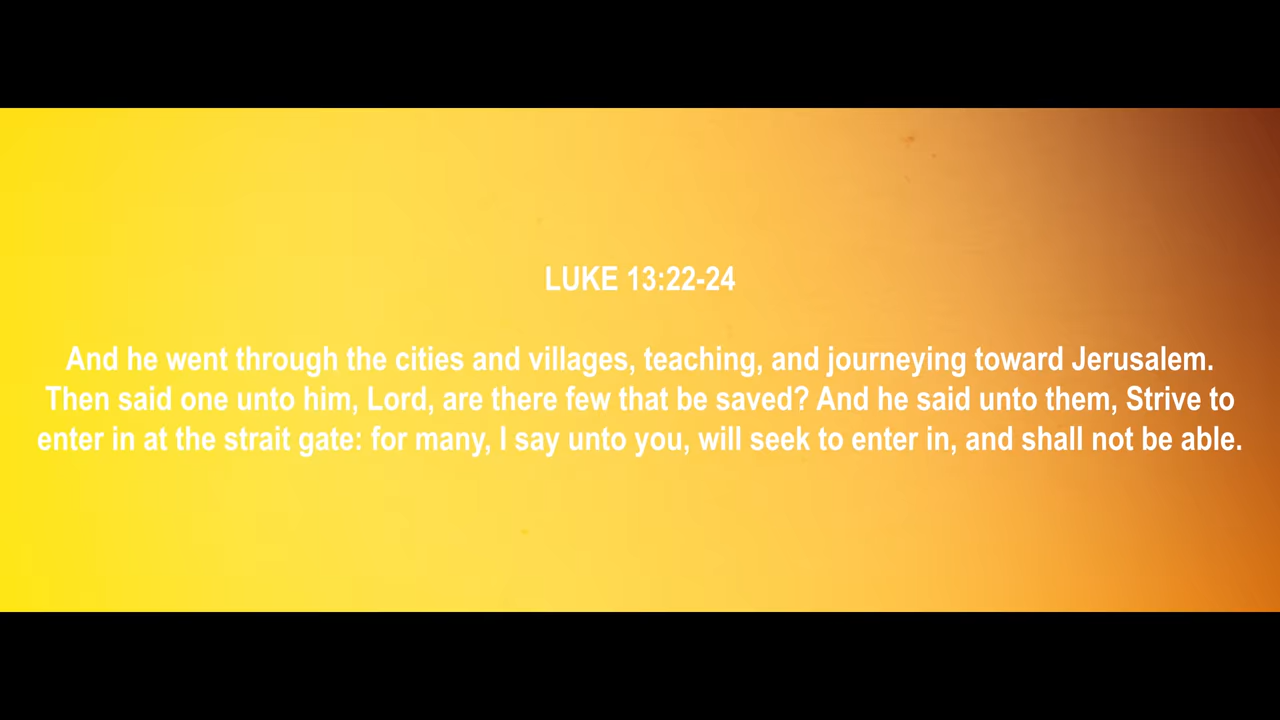 LUKE 13:22-24
And he went through the cities and villages, teaching, and journeying toward Jerusalem.
Then said one unto him, Lord, are there few that be saved? And he said unto them, Strive to
enter in at the strait gate: for many, I say unto you, will seek to enter in, and shall not be able.